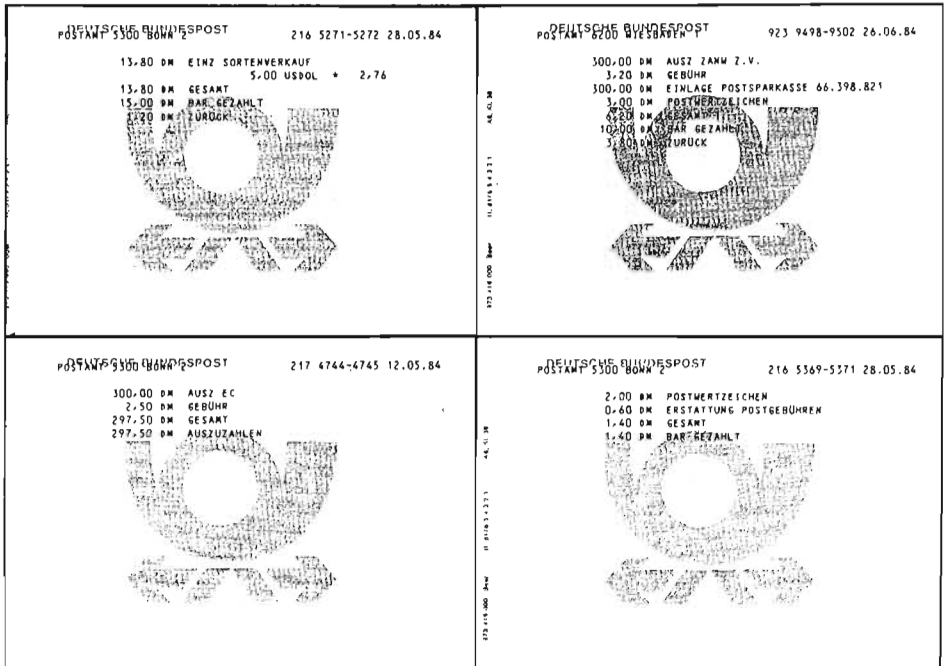 DEUTSCHE BUNDESPOST
POSTAMT 5300 BONN 2 216 5271-5272 28.05.84
13,80 DM EINZ SORTENVERKAUF
5,00 USDOL * 2,76
13,80 DM GESAMT
15,00 DM BAR GEZAHLT
1,20 DM ZURÜCK
DEUTSCHE BUNDESPOST
POSTAMT 6200 WIESBADEN 1 923 9498-9502 26.06.84
300,00 DM AUSZ ZANW Z.V.
3,20 DM GEBÜHR
300,00 DM EINLAGE POSTSPARKASSE 66.398.821
3,00 DM POSTWERTZEICHEN
6,20 DM GESAMT
10,00 DM BAR GEZAHLT
3,80 DM ZURÜCK
DEUTSCHE BUNDESPOST
POSTAMT 5300 BONN 2 217 4744-4745 12.05.84
300,00 DM AUSZ EC
2,50 DM GEBÜHR
297,50 DM GESAMT
297,50 DM AUSZUZAHLEN
DEUTSCHE BUNDESPOST
POSTAMT 5300 BONN 2 216 5369-5371 28.05.84
2,00 DM POSTWERTZEICHEN
0,60 DM ERSTATTUNG POSTGEBÜHREN
1,40 DM GESAMT
1,40 DM BAR GEZAHLT